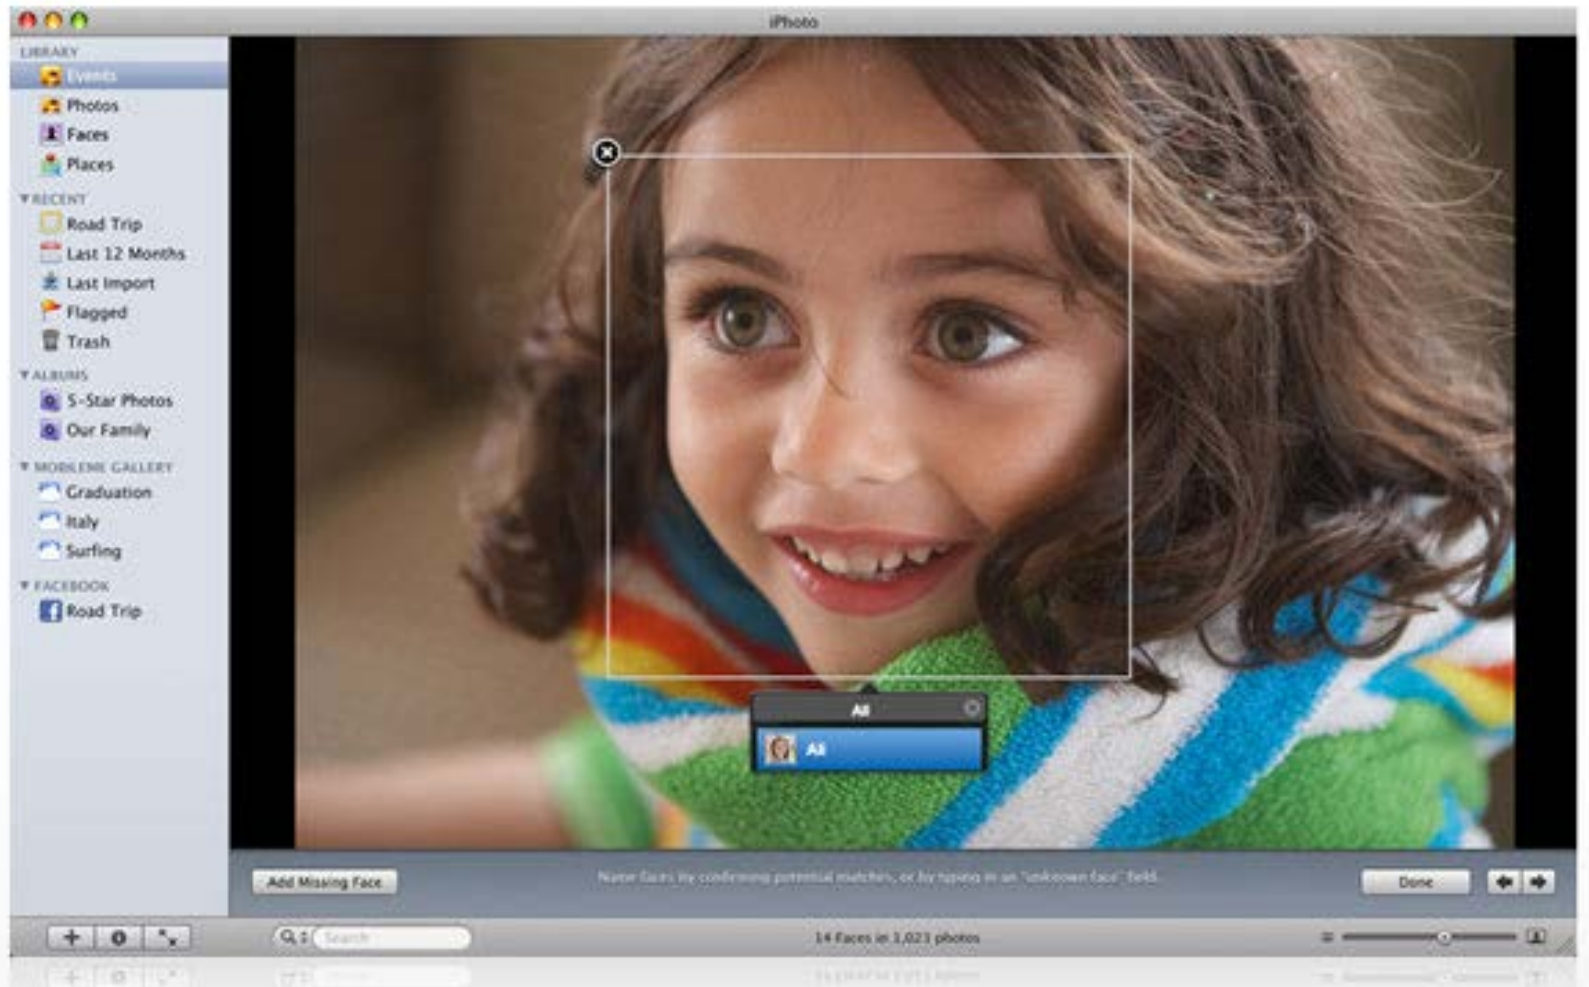 iPhoto
LIBRARY
Events
Photos
Faces
Places
RECENT
Road Trip
Last 12 Months
Last Import
Flagged
Trash
ALBUMS
5-Star Photos
Our Family
MOBILEME GALLERY
Graduation
Italy
Surfing
FACEBOOK
Road Trip
Ali
Ali
Add Missing Face
Name faces by confirming potential matches, or by typing in an "unknown face" field.
Done
Search
14 Faces in 1,023 photos